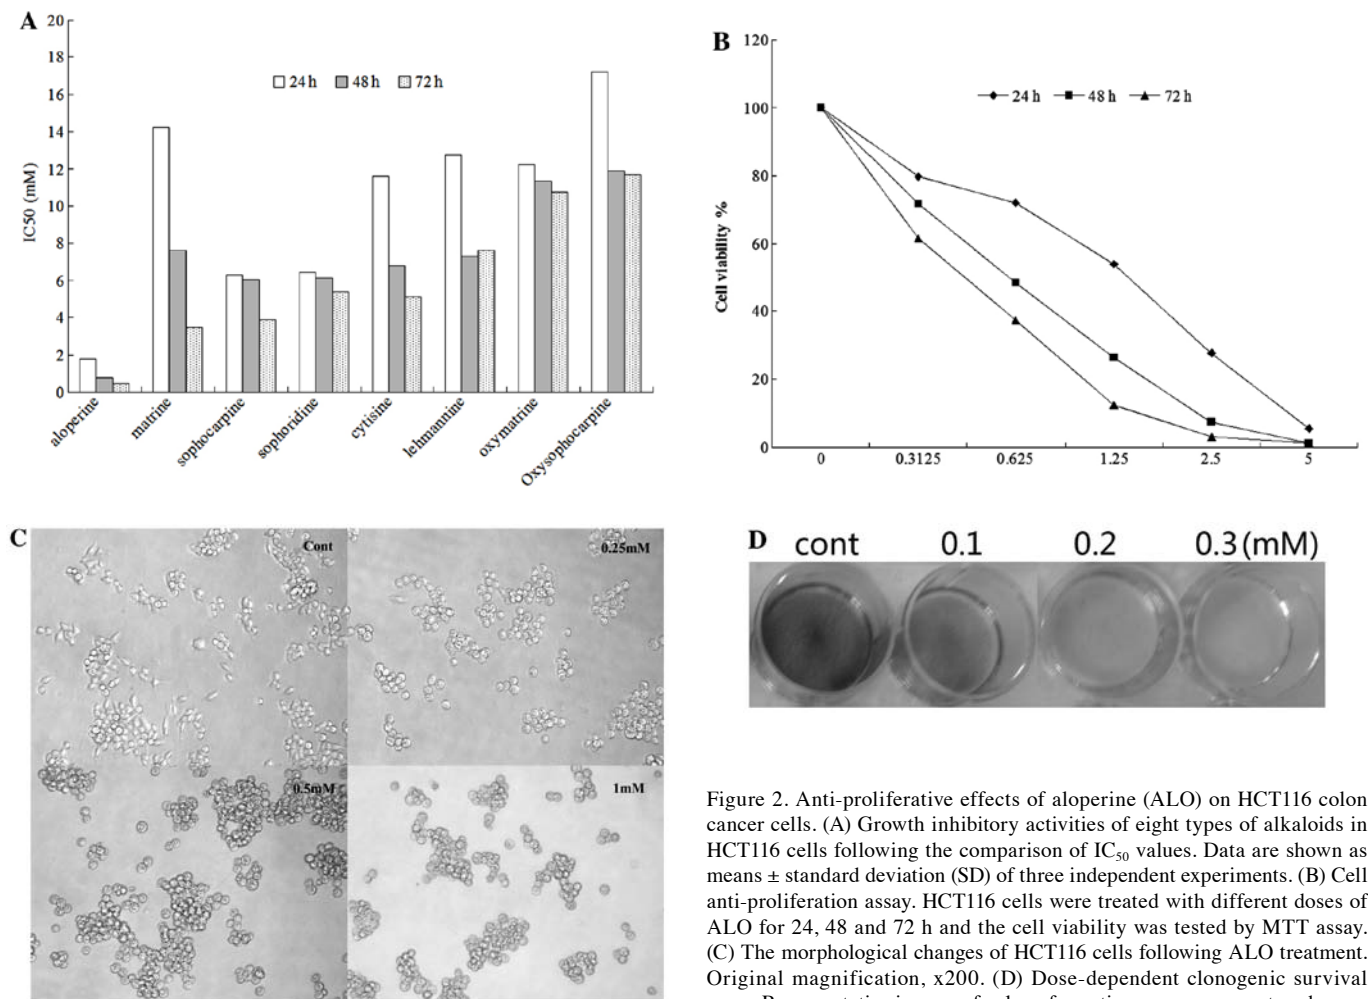 A
20
18
16
14
12
10
8
6
4
2
0
IC50 (mM)
24 h 48 h 72 h
aloperine
matrine
sophocarpine
sophoridine
cytisine
lehmannine
oxymatrine
Oxysophocarpine
B
120
100
80
60
40
20
0
Cell viability %
24 h 48 h 72 h
0 0.3125 0.625 1.25 2.5 5
C
Cont
0.25mM
0.5mM
1mM
D
cont 0.1 0.2 0.3 (mM)
Figure 2. Anti-proliferative effects of aloperine (ALO) on HCT116 colon
cancer cells. (A) Growth inhibitory activities of eight types of alkaloids in
HCT116 cells following the comparison of IC50 values. Data are shown as
means ± standard deviation (SD) of three independent experiments. (B) Cell
anti-proliferation assay. HCT116 cells were treated with different doses of
ALO for 24, 48 and 72 h and the cell viability was tested by MTT assay.
(C) The morphological changes of HCT116 cells following ALO treatment.
Original magnification, x200. (D) Dose-dependent clonogenic survival